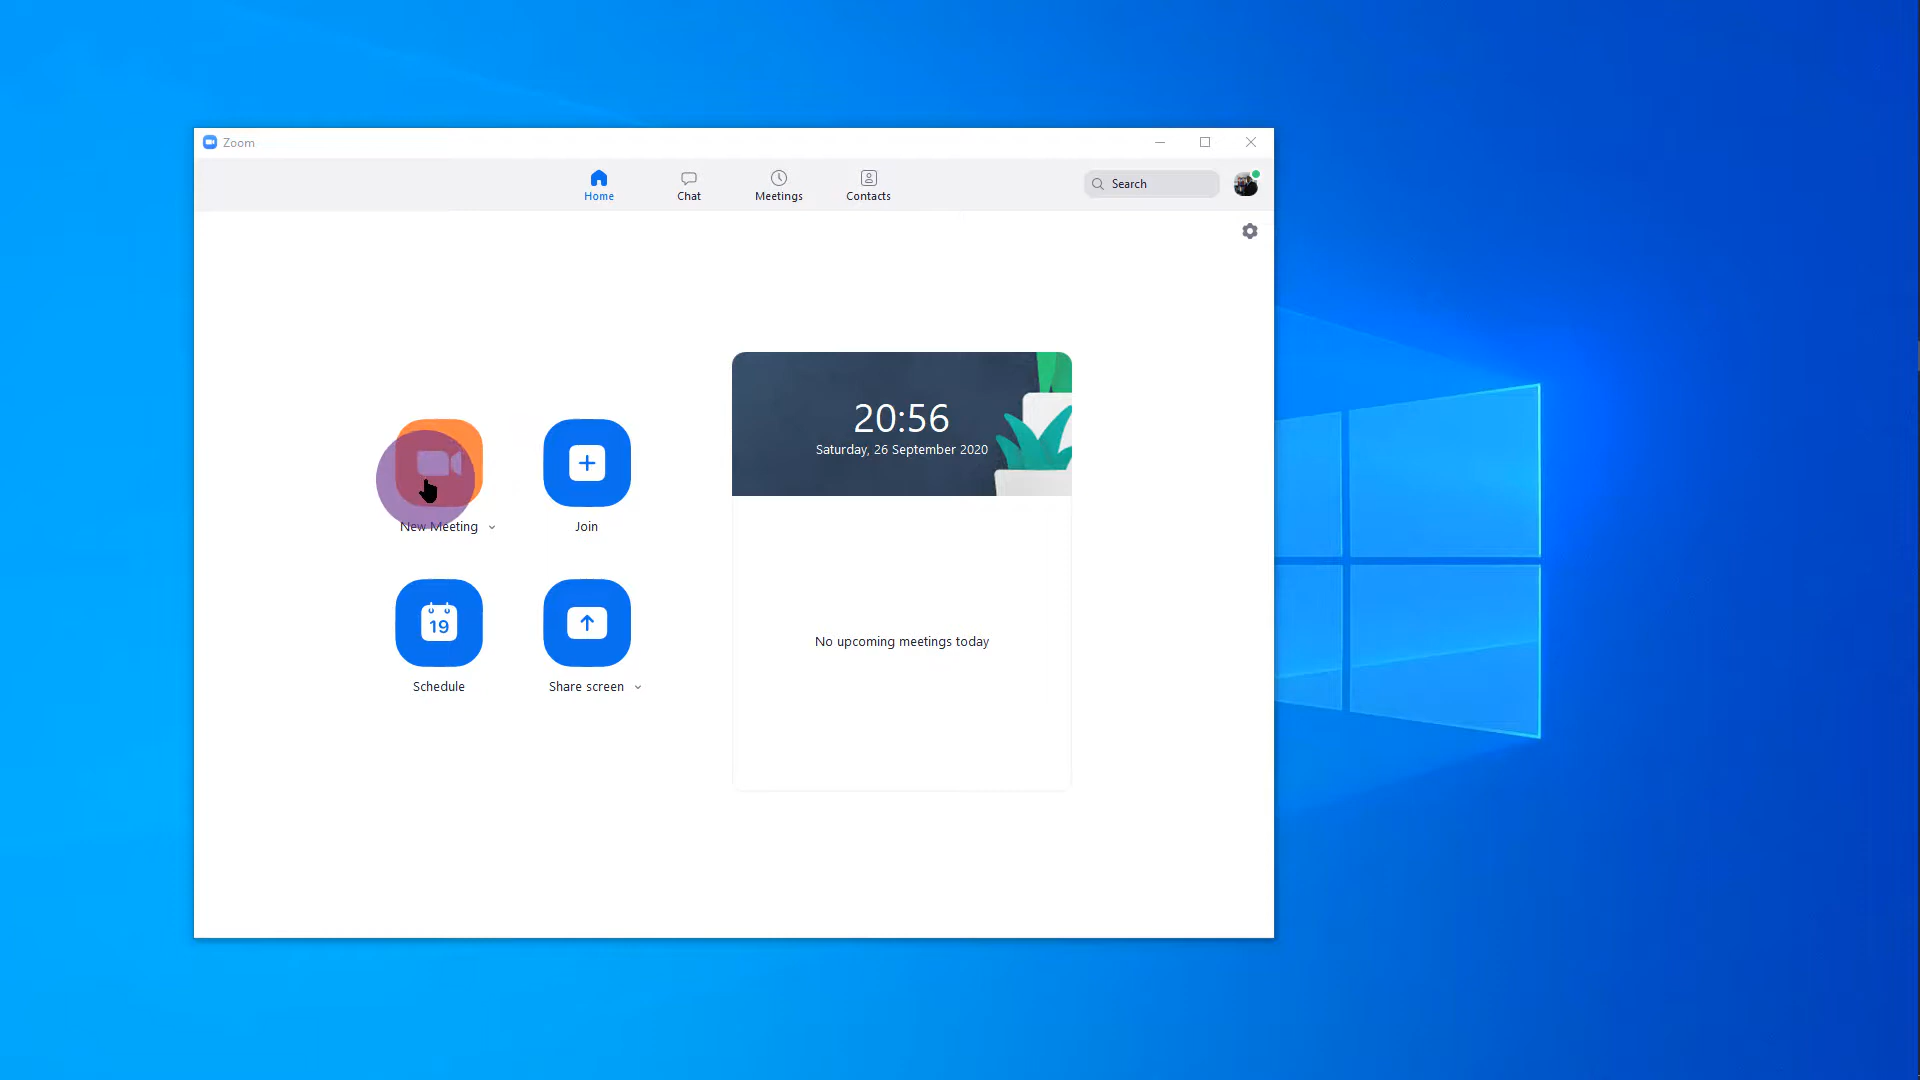 Zoom
Home
Chat
Meetings
Contacts
Search
20:56
Saturday, 26 September 2020
New Meeting
Join
19
Schedule
Share screen
No upcoming meetings today